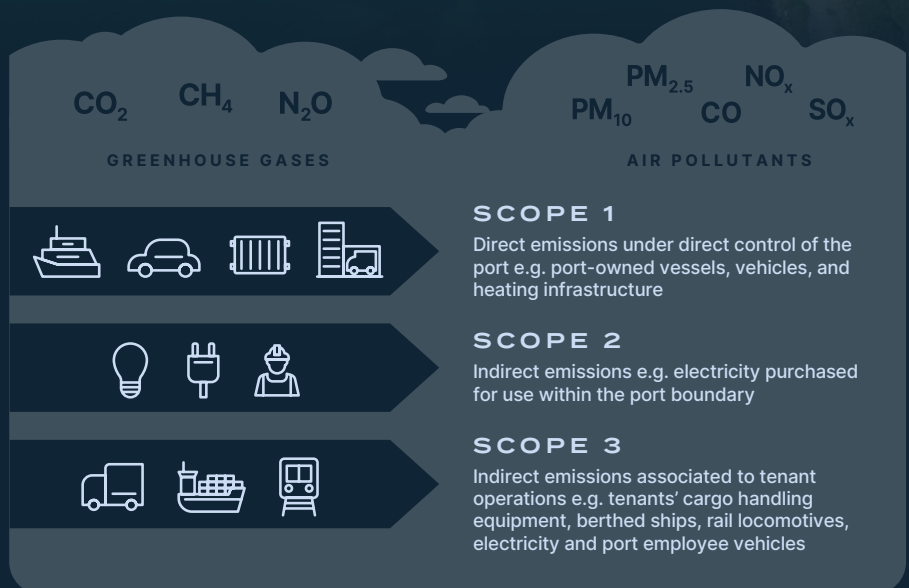 CO₂ CH₄ N₂O
GREENHOUSE GASES
PM₂.₅ NOₓ
PM₁₀ CO SOₓ
AIR POLLUTANTS
SCOPE 1
Direct emissions under direct control of the
port e.g. port-owned vessels, vehicles, and
heating infrastructure
SCOPE 2
Indirect emissions e.g. electricity purchased
for use within the port boundary
SCOPE 3
Indirect emissions associated to tenant
operations e.g. tenants’ cargo handling
equipment, berthed ships, rail locomotives,
electricity and port employee vehicles